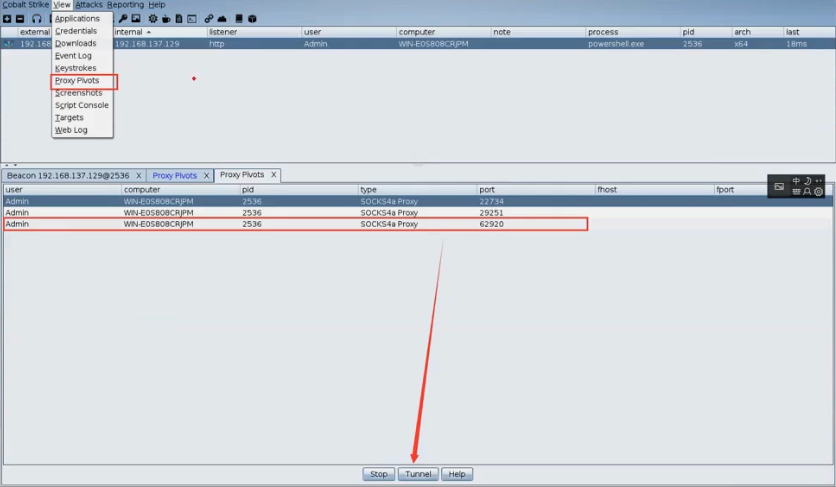 Cobalt Strike View Attacks Reporting Help
Applications
Credentials
Downloads
Event Log
Keystrokes
Proxy Pivots
Screenshots
Script Console
Targets
Web Log
external internal listener user computer note process pid arch last
192.168 192.168.137.129 http Admin WIN-E0S808CRJPM powershell.exe 2536 x64 18ms
Beacon 192.168.137.129@2536 X Proxy Pivots X Proxy Pivots X
user computer pid type port fhost fport
Admin WIN-E0S808CRJPM 2536 SOCKS4a Proxy 22734
Admin WIN-E0S808CRJPM 2536 SOCKS4a Proxy 29251
Admin WIN-E0S808CRJPM 2536 SOCKS4a Proxy 62920
中
Stop Tunnel Help